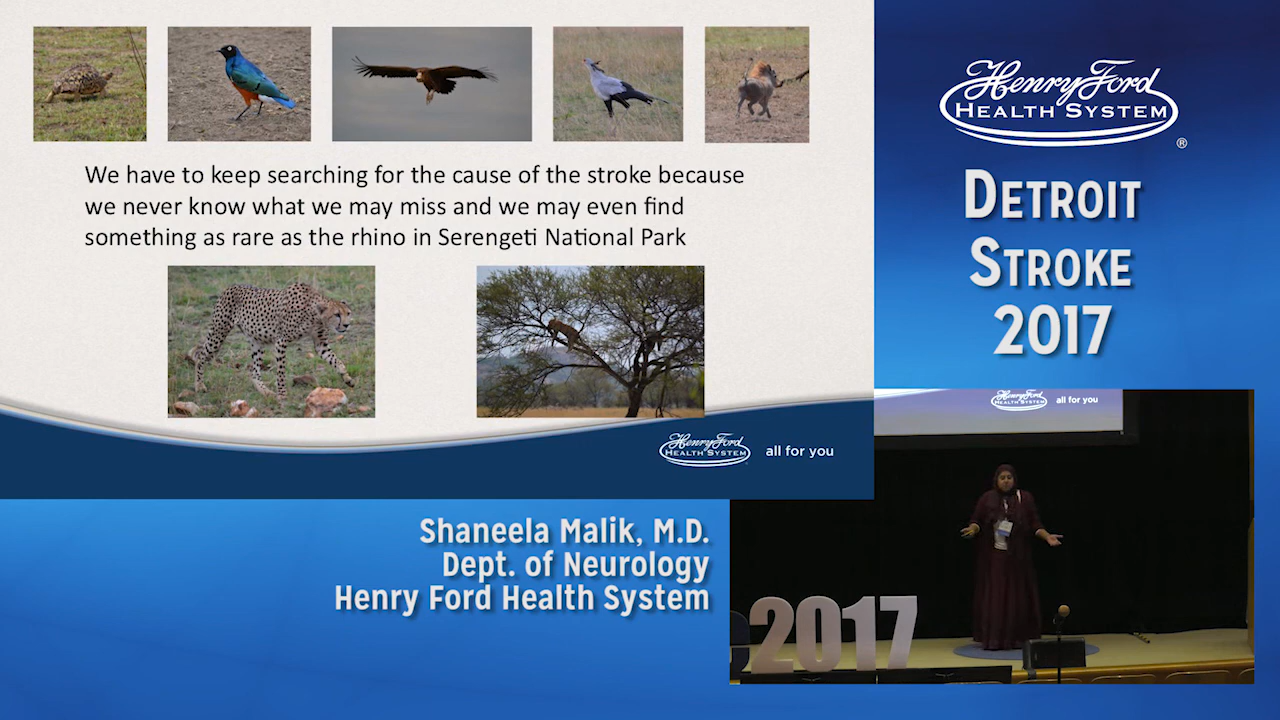 We have to keep searching for the cause of the stroke because
we never know what we may miss and we may even find
something as rare as the rhino in Serengeti National Park
Henry Ford
HEALTH SYSTEM
all for you
Henry Ford
HEALTH SYSTEM
®
DETROIT
STROKE
2017
Henry Ford
HEALTH SYSTEM
all for you
2017
Shaneela Malik, M.D.
Dept. of Neurology
Henry Ford Health System